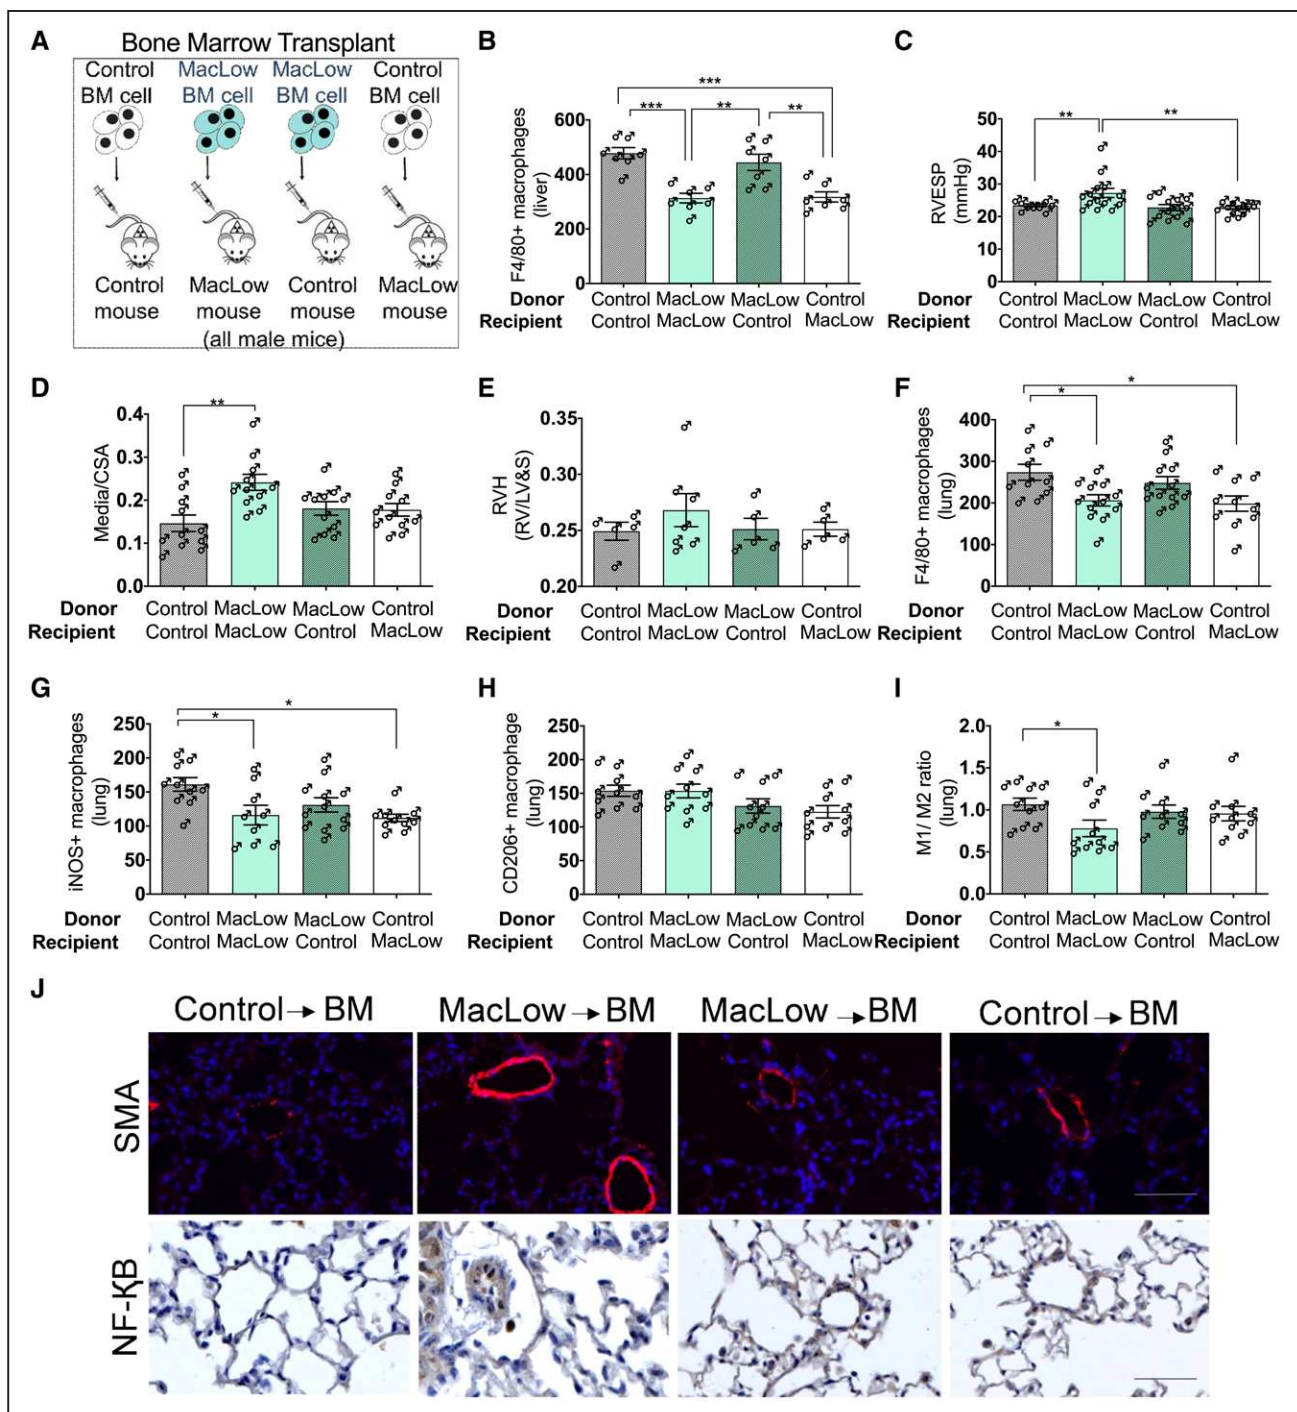 A
Bone Marrow Transplant
Control MacLow MacLow Control
BM cell BM cell BM cell BM cell
Control MacLow Control MacLow
mouse mouse mouse mouse
(all male mice)
B
F4/80+ macrophages
(liver)
600
400
200
0
***
*** ** **
Donor Control MacLow MacLow Control
Recipient Control MacLow Control MacLow
C
RVESP
(mmHg)
50
40
30
20
10
0
** **
Donor Control MacLow MacLow Control
Recipient Control MacLow Control MacLow
D
Media/CSA
0.4
0.3
0.2
0.1
0.0
**
Donor Control MacLow MacLow Control
Recipient Control MacLow Control MacLow
E
RVH
(RV/LV&S)
0.35
0.30
0.25
0.20
Donor Control MacLow MacLow Control
Recipient Control MacLow Control MacLow
F
F4/80+ macrophages
(lung)
400
300
200
100
0
*
*
Donor Control MacLow MacLow Control
Recipient Control MacLow Control MacLow
G
iNOS+ macrophages
(lung)
250
200
150
100
50
0
*
*
Donor Control MacLow MacLow Control
Recipient Control MacLow Control MacLow
H
CD206+ macrophage
(lung)
250
200
150
100
50
0
Donor Control MacLow MacLow Control
Recipient Control MacLow Control MacLow
I
M1/ M2 ratio
(lung)
2.0
1.5
1.0
0.5
0.0
*
Donor Control MacLow MacLow Control
Recipient Control MacLow Control MacLow
J
Control→BM MacLow→BM MacLow→BM Control→BM
SMA
NF-κB